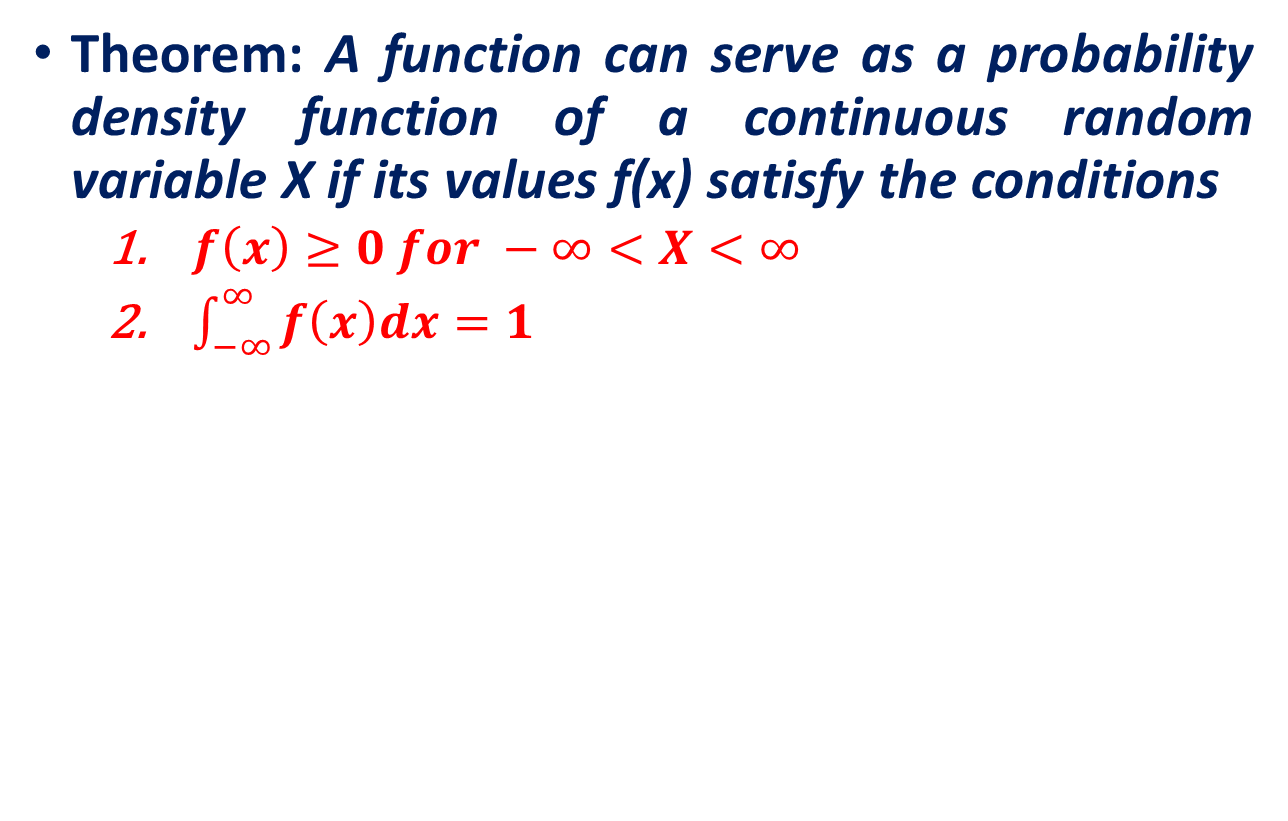 • Theorem: A function can serve as a probability
density function of a continuous random
variable X if its values f(x) satisfy the conditions
1. f(x) ≥ 0 for − ∞ < X < ∞
2. ∫_{−∞}^{∞} f(x)dx = 1